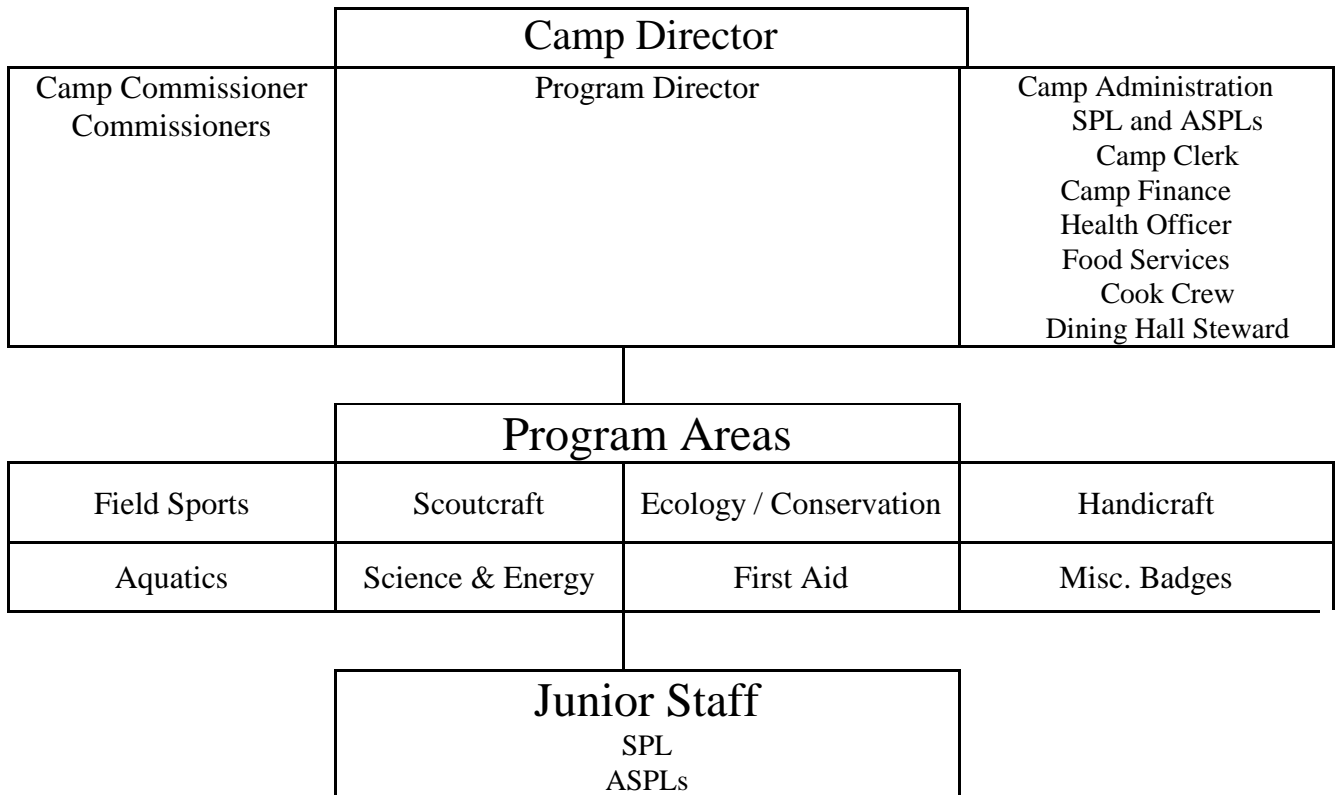 Camp Director
Camp Commissioner
Commissioners
Program Director
Camp Administration
SPL and ASPLs
Camp Clerk
Camp Finance
Health Officer
Food Services
Cook Crew
Dining Hall Steward
Program Areas
Field Sports
Scoutcraft
Ecology / Conservation
Handicraft
Aquatics
Science & Energy
First Aid
Misc. Badges
Junior Staff
SPL
ASPLs